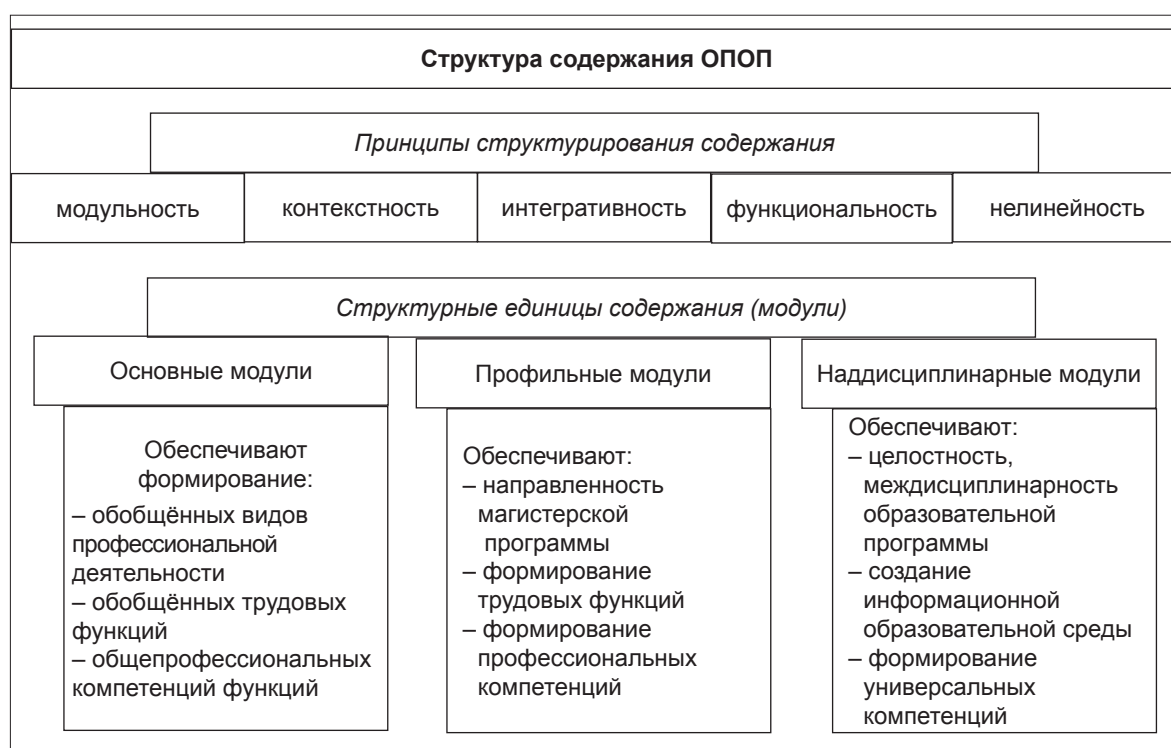 Структура содержания ОПОП
Принципы структурирования содержания
модульность
контекстность
интегративность
функциональность
нелинейность
Структурные единицы содержания (модули)
Основные модули
Обеспечивают
формирование:
– обобщённых видов
профессиональной
деятельности
– обобщённых трудовых
функций
– общепрофессиональных
компетенций функций
Профильные модули
Обеспечивают:
– направленность
магистерской
программы
– формирование
трудовых функций
– формирование
профессиональных
компетенций
Наддисциплинарные модули
Обеспечивают:
– целостность,
междисциплинарность
образовательной
программы
– создание
информационной
образовательной среды
– формирование
универсальных
компетенций